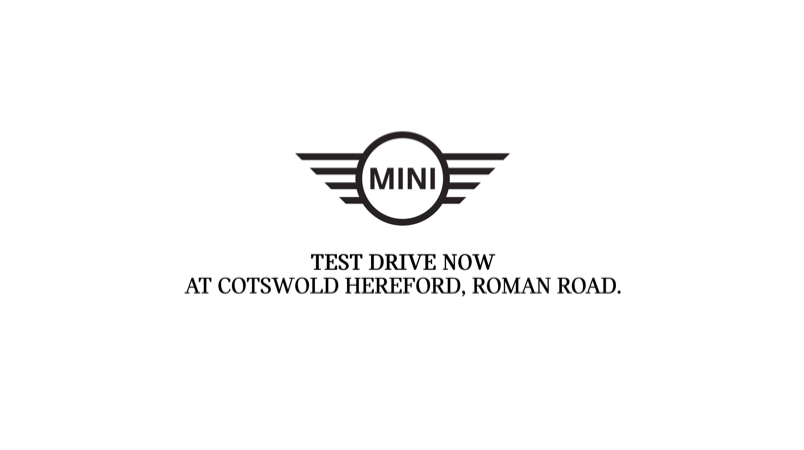 MINI
TEST DRIVE NOW
AT COTSWOLD HEREFORD, ROMAN ROAD.